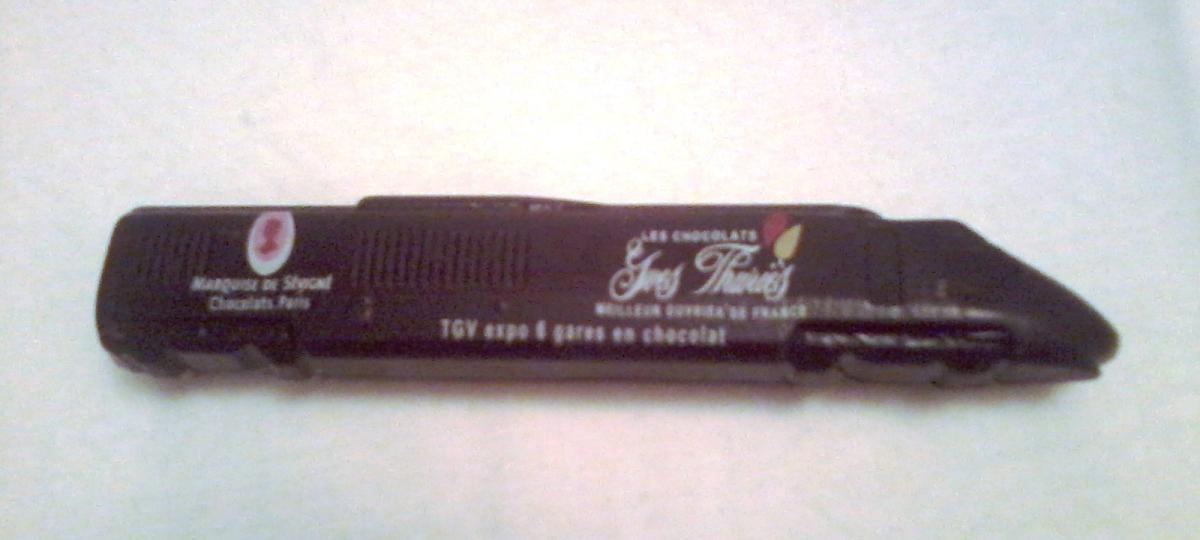 MARQUISE DE SÉVIGNÉ
Chocolats. Paris
LES CHOCOLATS
Yves Thuriès
MEILLEUR OUVRIER DE FRANCE
TGV expo 6 gares en chocolat